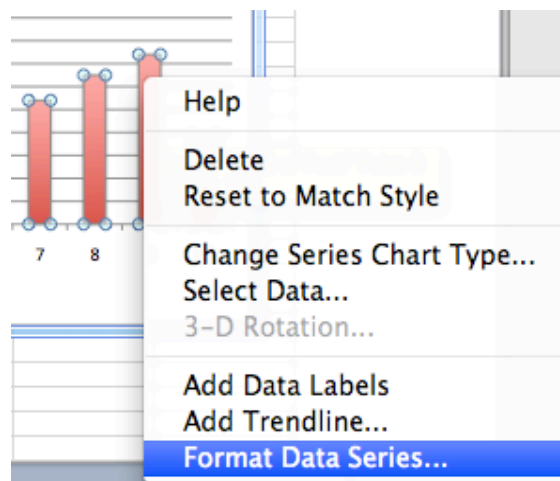 Help
Delete
Reset to Match Style
Change Series Chart Type...
Select Data...
3-D Rotation...
Add Data Labels
Add Trendline...
Format Data Series...
7 8